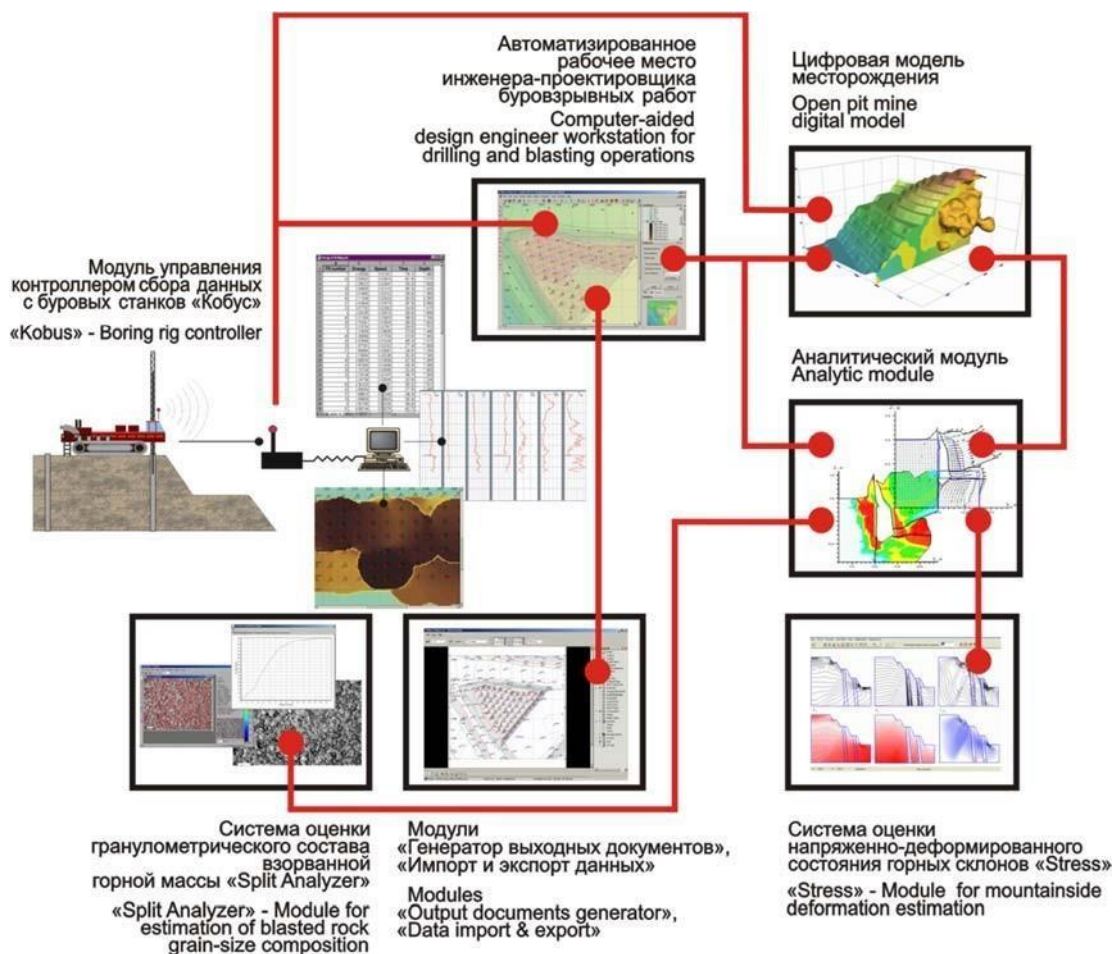 Автоматизированное
рабочее место
инженера-проектировщика
буровзрывных работ
Computer-aided
design engineer workstation for
drilling and blasting operations
Цифровая модель
месторождения
Open pit mine
digital model
Модуль управления
контроллером сбора данных
с буровых станков «Кобус»
«Kobus» - Boring rig controller
Аналитический модуль
Analytic module
Система оценки
гранулометрического состава
взорванной
горной массы «Split Analyzer»
«Split Analyzer» - Module for
estimation of blasted rock
grain-size composition
Модули
«Генератор выходных документов»,
«Импорт и экспорт данных»
Modules
«Output documents generator»,
«Data import & export»
Система оценки
напряженно-деформированного
состояния горных склонов «Stress»
«Stress» - Module for mountainside
deformation estimation